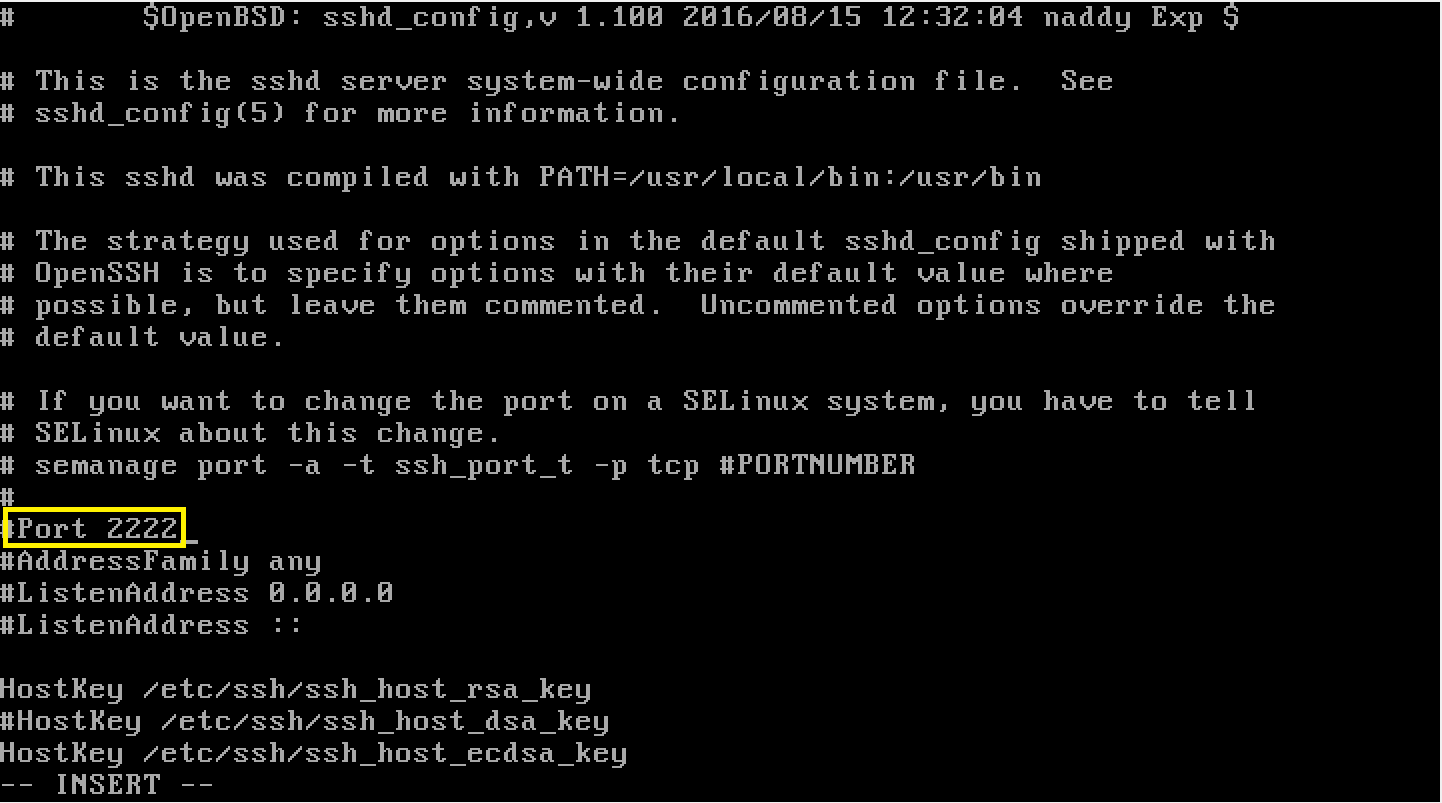 #       $OpenBSD: sshd_config,v 1.100 2016/08/15 12:32:04 naddy Exp $
# This is the sshd server system-wide configuration file.  See
# sshd_config(5) for more information.
# This sshd was compiled with PATH=/usr/local/bin:/usr/bin
# The strategy used for options in the default sshd_config shipped with
# OpenSSH is to specify options with their default value where
# possible, but leave them commented.  Uncommented options override the
# default value.
# If you want to change the port on a SELinux system, you have to tell
# SELinux about this change.
# semanage port -a -t ssh_port_t -p tcp #PORTNUMBER
#
#Port 2222
#AddressFamily any
#ListenAddress 0.0.0.0
#ListenAddress ::
HostKey /etc/ssh/ssh_host_rsa_key
#HostKey /etc/ssh/ssh_host_dsa_key
HostKey /etc/ssh/ssh_host_ecdsa_key
-- INSERT --